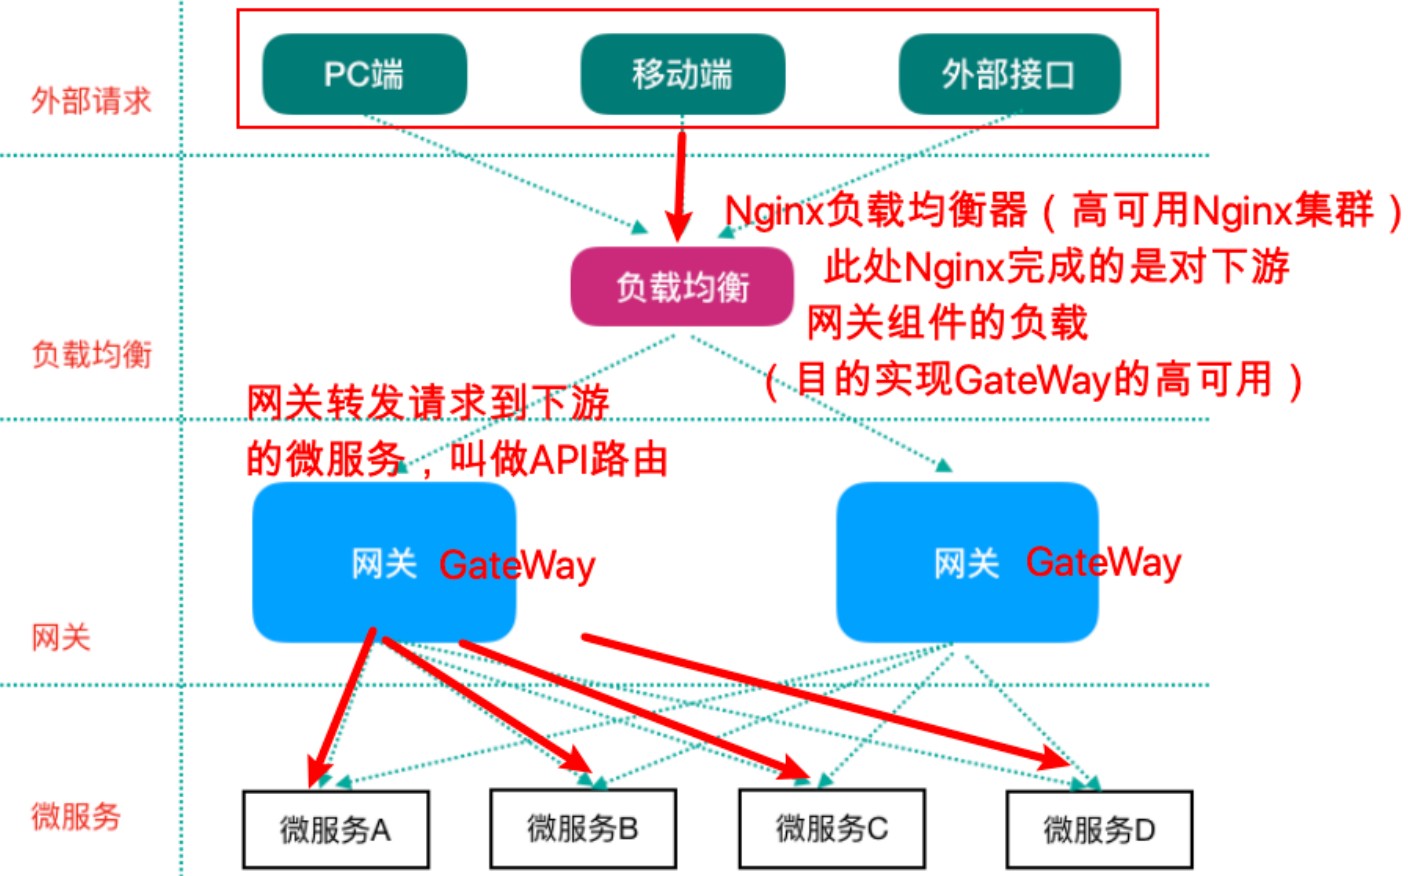 PC端
移动端
外部接口
外部请求
Nginx负载均衡器（高可用Nginx集群）
此处Nginx完成的是对下游
网关组件的负载
（目的实现GateWay的高可用）
负载均衡
负载均衡
网关转发请求到下游
的微服务，叫做API路由
网关 GateWay
网关 GateWay
网关
微服务
微服务A
微服务B
微服务C
微服务D